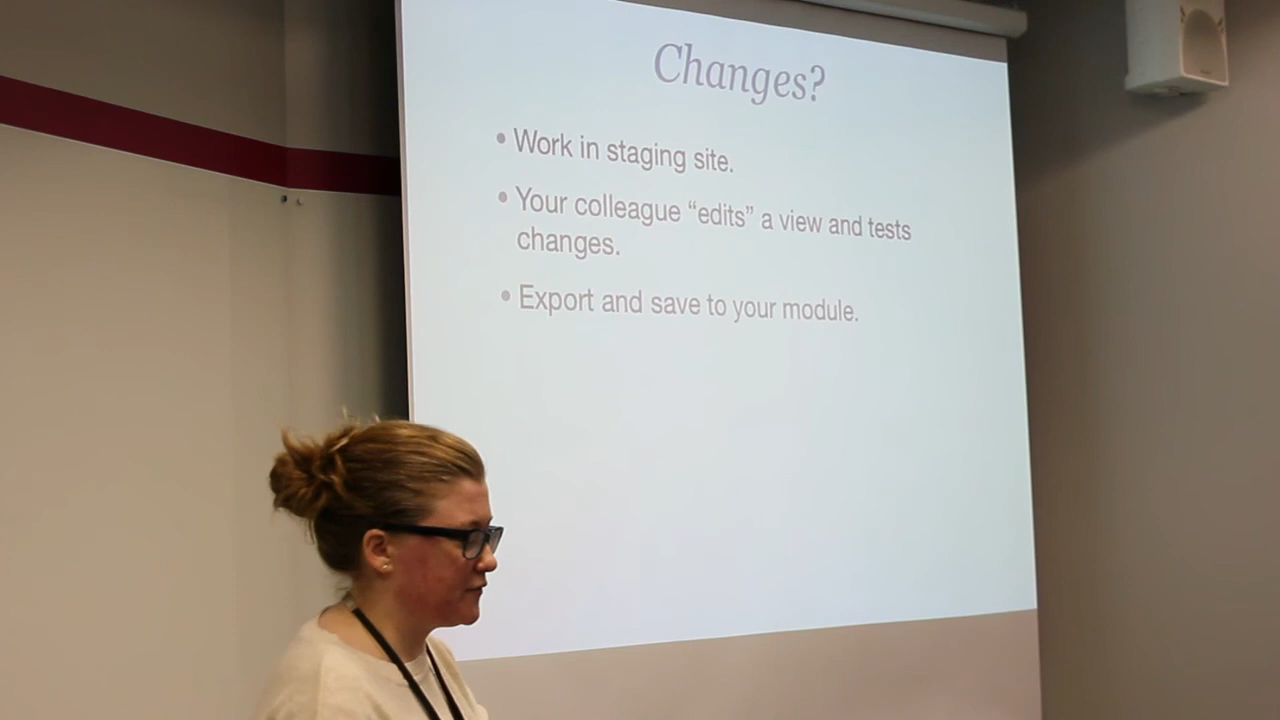 Changes?
• Work in staging site.
• Your colleague “edits” a view and tests
changes.
• Export and save to your module.